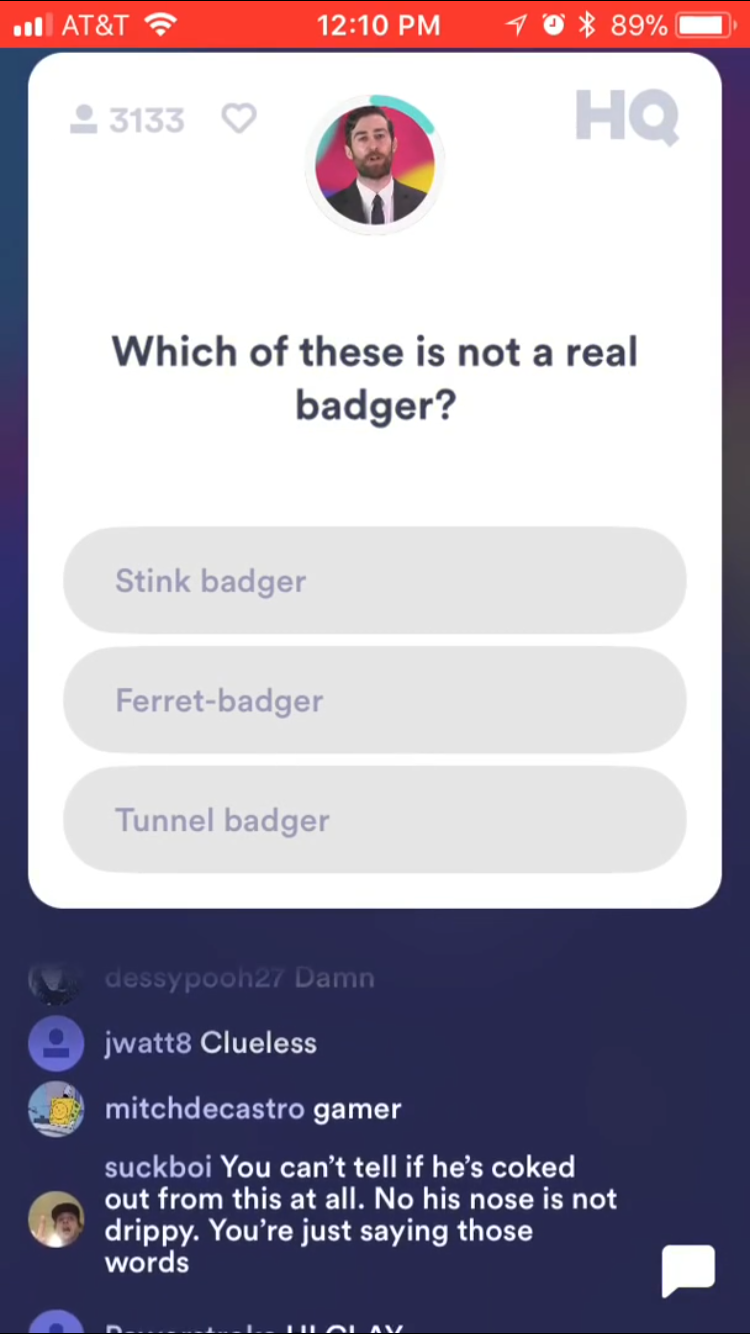 AT&T 12:10 PM 89%
3133 HQ
Which of these is not a real
badger?
Stink badger
Ferret-badger
Tunnel badger
dessypooh27 Damn
jwatt8 Clueless
mitchdecastro gamer
suckboi You can't tell if he's coked
out from this at all. No his nose is not
drippy. You're just saying those
words